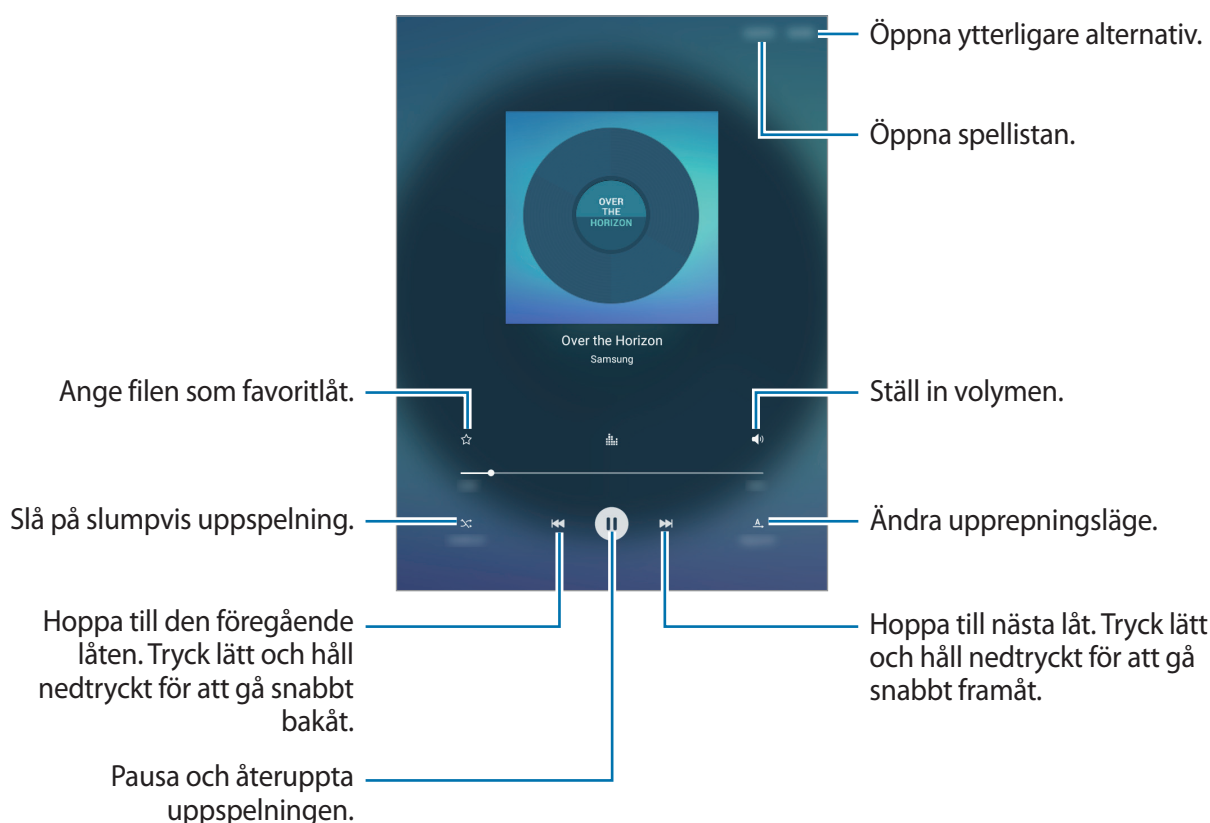 Öppna ytterligare alternativ.
Öppna spellistan.
OVER
THE
HORIZON
Over the Horizon
Samsung
Ange filen som favoritlåt.
Ställ in volymen.
Slå på slumpvis uppspelning.
Ändra upprepningsläge.
Hoppa till den föregående
låten. Tryck lätt och håll
nedtryckt för att gå snabbt
bakåt.
Hoppa till nästa låt. Tryck lätt
och håll nedtryckt för att gå
snabbt framåt.
Pausa och återuppta
uppspelningen.